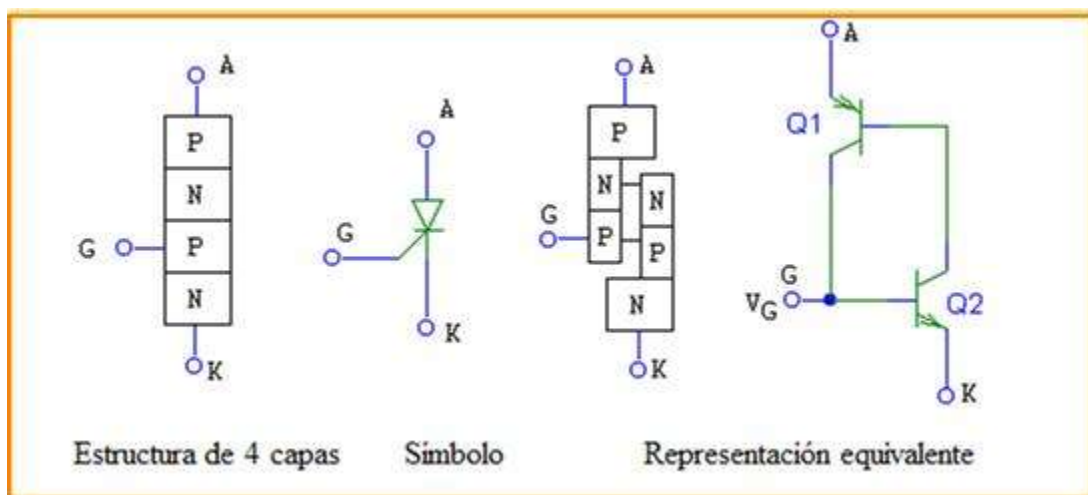 A
P
N
G
P
N
K
Estructura de 4 capas
A
G
K
Símbolo
A
P
N
N
G
P
P
N
K
A
Q1
G
VG
Q2
K
Representación equivalente